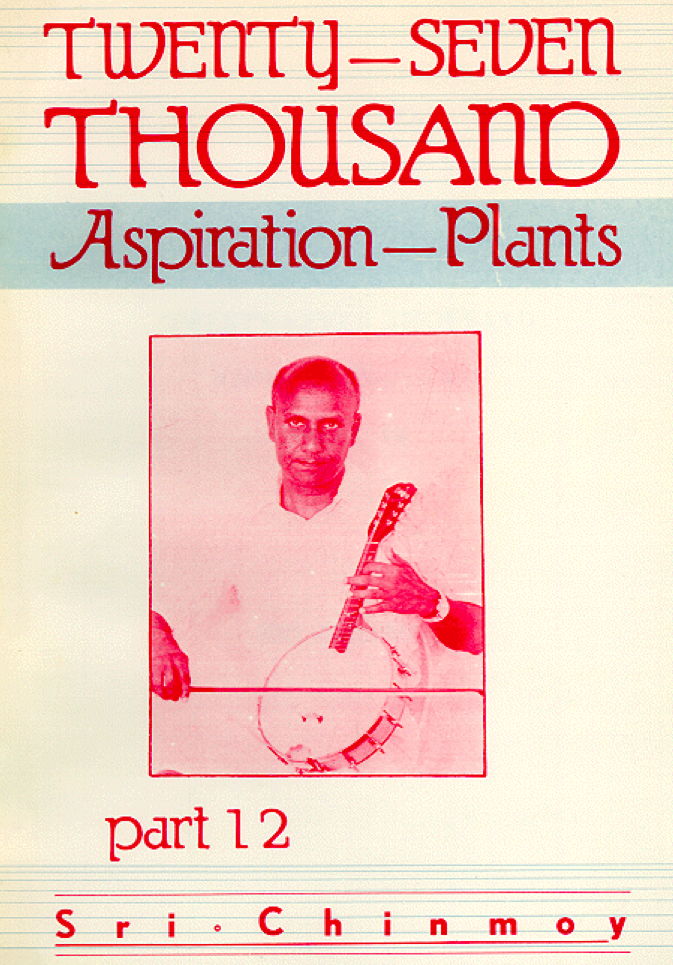 TWENTY—SEVEN
THOUSAND
Aspiration—Plants
part 12
Sri Chinmoy